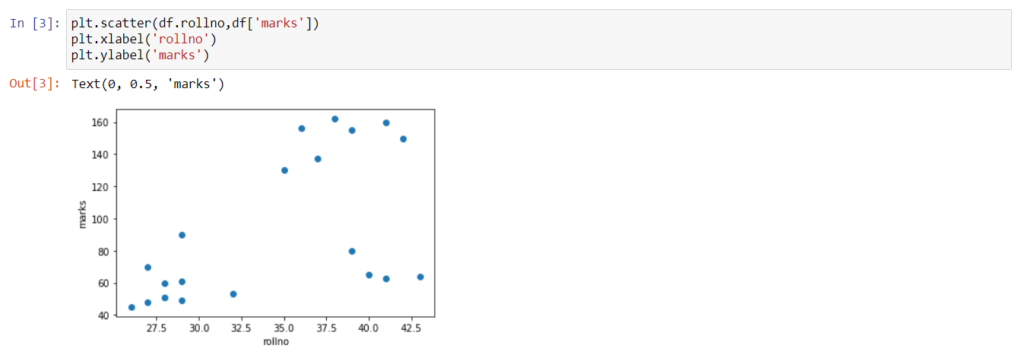 In [3]: plt.scatter(df.rollno,df['marks'])
plt.xlabel('rollno')
plt.ylabel('marks')
Out[3]: Text(0, 0.5, 'marks')
160
140
120
100
80
60
40
marks
27.5 30.0 32.5 35.0 37.5 40.0 42.5
rollno